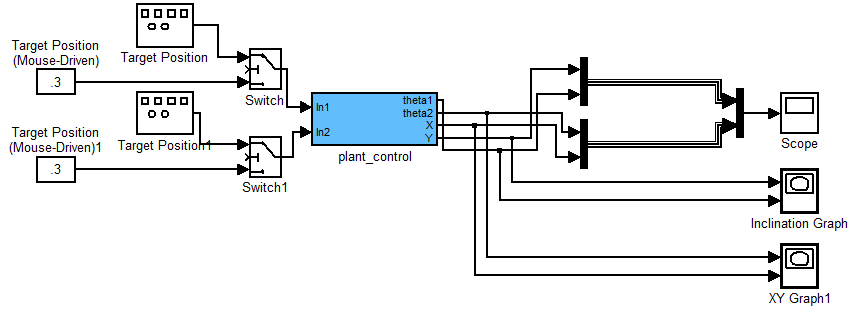 Target Position
(Mouse-Driven)
.3
Target Position
Switch
Target Position
(Mouse-Driven)1
.3
Target Position1
Switch1
In1
In2
theta1
theta2
X
Y
plant_control
Scope
Inclination Graph
XY Graph1